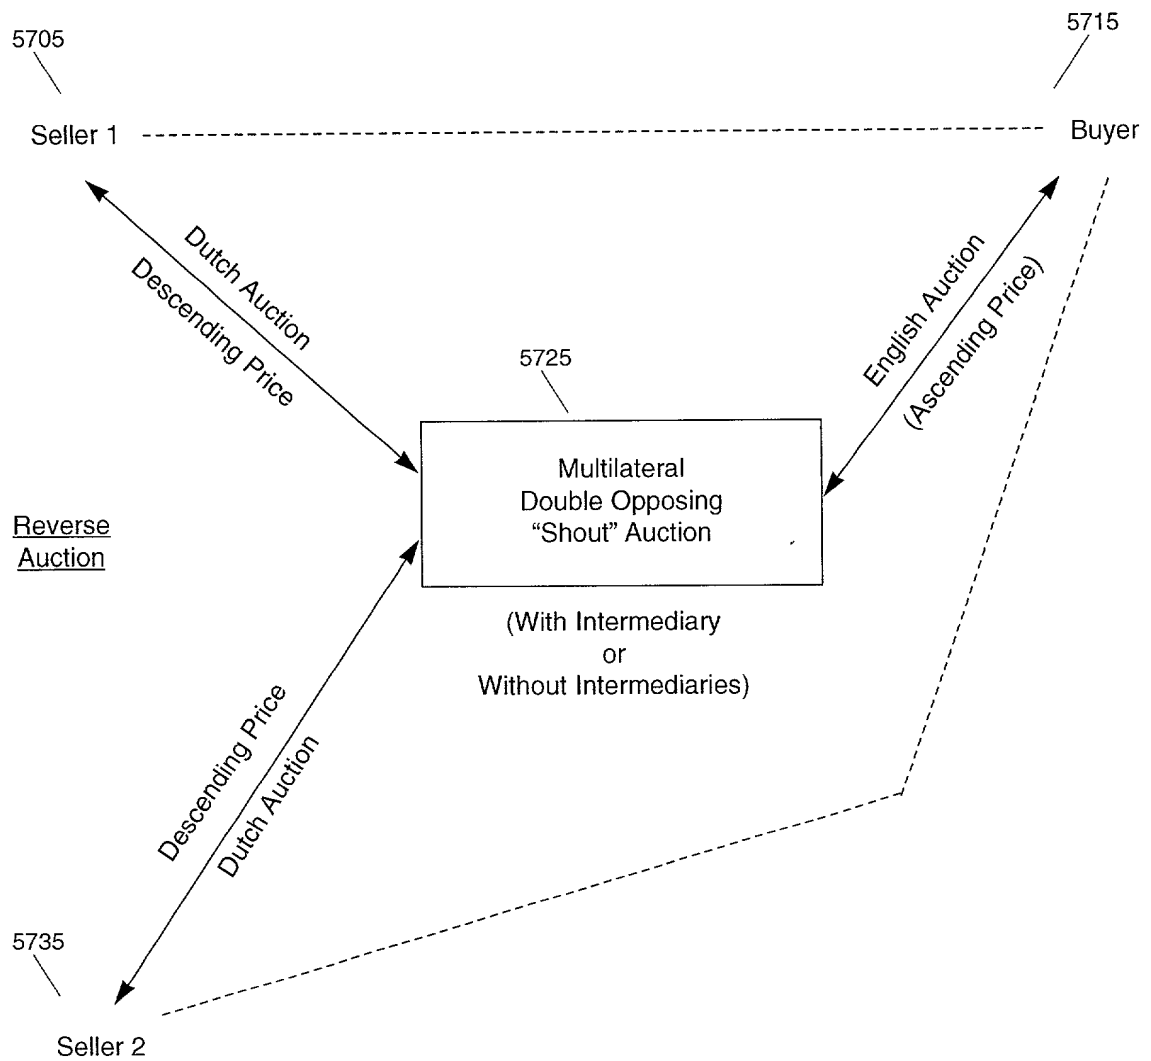 5705
5715
Seller 1
Buyer
Dutch Auction
Descending Price
English Auction
(Ascending Price)
5725
Multilateral
Double Opposing
“Shout” Auction
Reverse
Auction
(With Intermediary
or
Without Intermediaries)
Descending Price
Dutch Auction
5735
Seller 2